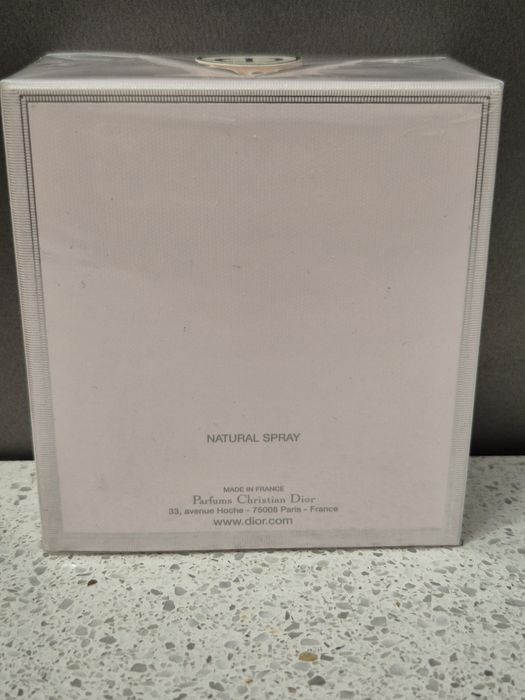 NATURAL SPRAY
MADE IN FRANCE
Parfums Christian Dior
33, avenue Hoche - 75008 Paris - France
www.dior.com